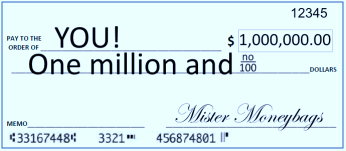 12345
PAY TO THE
ORDER OF YOU! $ 1,000,000.00
One million and no/100 DOLLARS
MEMO Mister Moneybags
⑆33167448⑆ 3321⑉ 456874801 ⑈